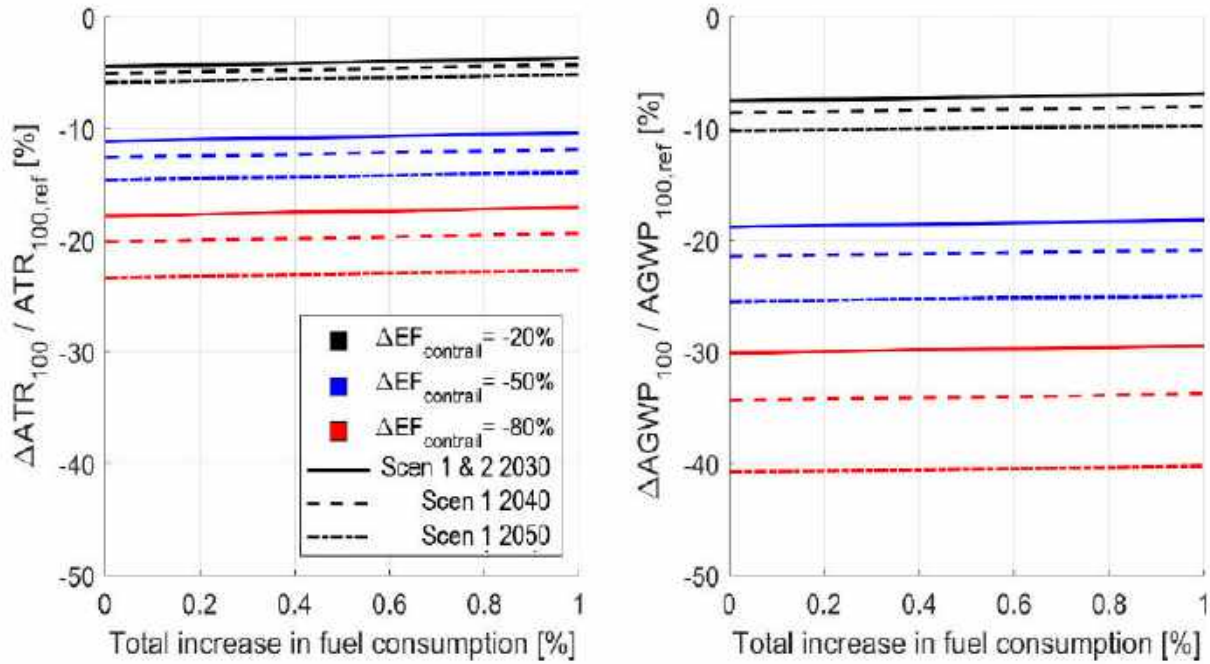 0
-10
-20
-30
-40
-50
ΔATR100 / ATR100,ref [%]
0 0.2 0.4 0.6 0.8 1
Total increase in fuel consumption [%]
ΔEFcontrail= -20%
ΔEFcontrail= -50%
ΔEFcontrail= -80%
Scen 1 & 2 2030
Scen 1 2040
Scen 1 2050
0
-10
-20
-30
-40
-50
ΔAGWP100 / AGWP100,ref [%]
0 0.2 0.4 0.6 0.8 1
Total increase in fuel consumption [%]